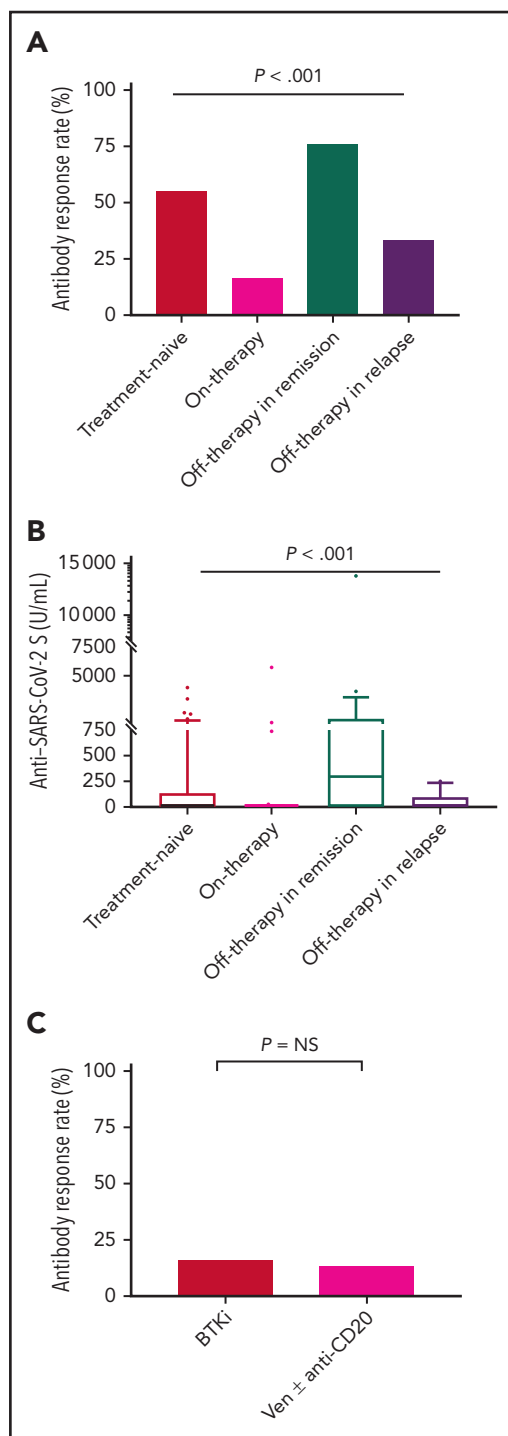 A
P < .001
Antibody response rate (%)
100
75
50
25
0
Treatment-naive
On-therapy
Off-therapy in remission
Off-therapy in relapse
B
P < .001
Anti–SARS-CoV-2 S (U/mL)
15 000
10 000
7500
5000
750
500
250
0
Treatment-naive
On-therapy
Off-therapy in remission
Off-therapy in relapse
C
P = NS
Antibody response rate (%)
100
75
50
25
0
BTKi
Ven ± anti-CD20